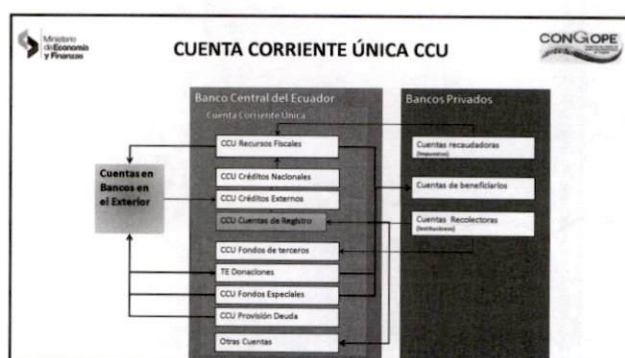 Ministerio
de Economía
y Finanzas
CUENTA CORRIENTE ÚNICA CCU
CONGOPE
Banco Central del Ecuador
Cuenta Corriente Única
Bancos Privados
CCU Recursos Fiscales
Cuentas recaudadoras
(Impuestos)
Cuentas en
Bancos en
el Exterior
CCU Créditos Nacionales
Cuentas de beneficiarios
CCU Créditos Externos
CCU Cuentas de Registro
Cuentas Recolectoras
(Instituciones)
CCU Fondos de terceros
TE Donaciones
CCU Fondos Especiales
CCU Provisión Deuda
Otras Cuentas